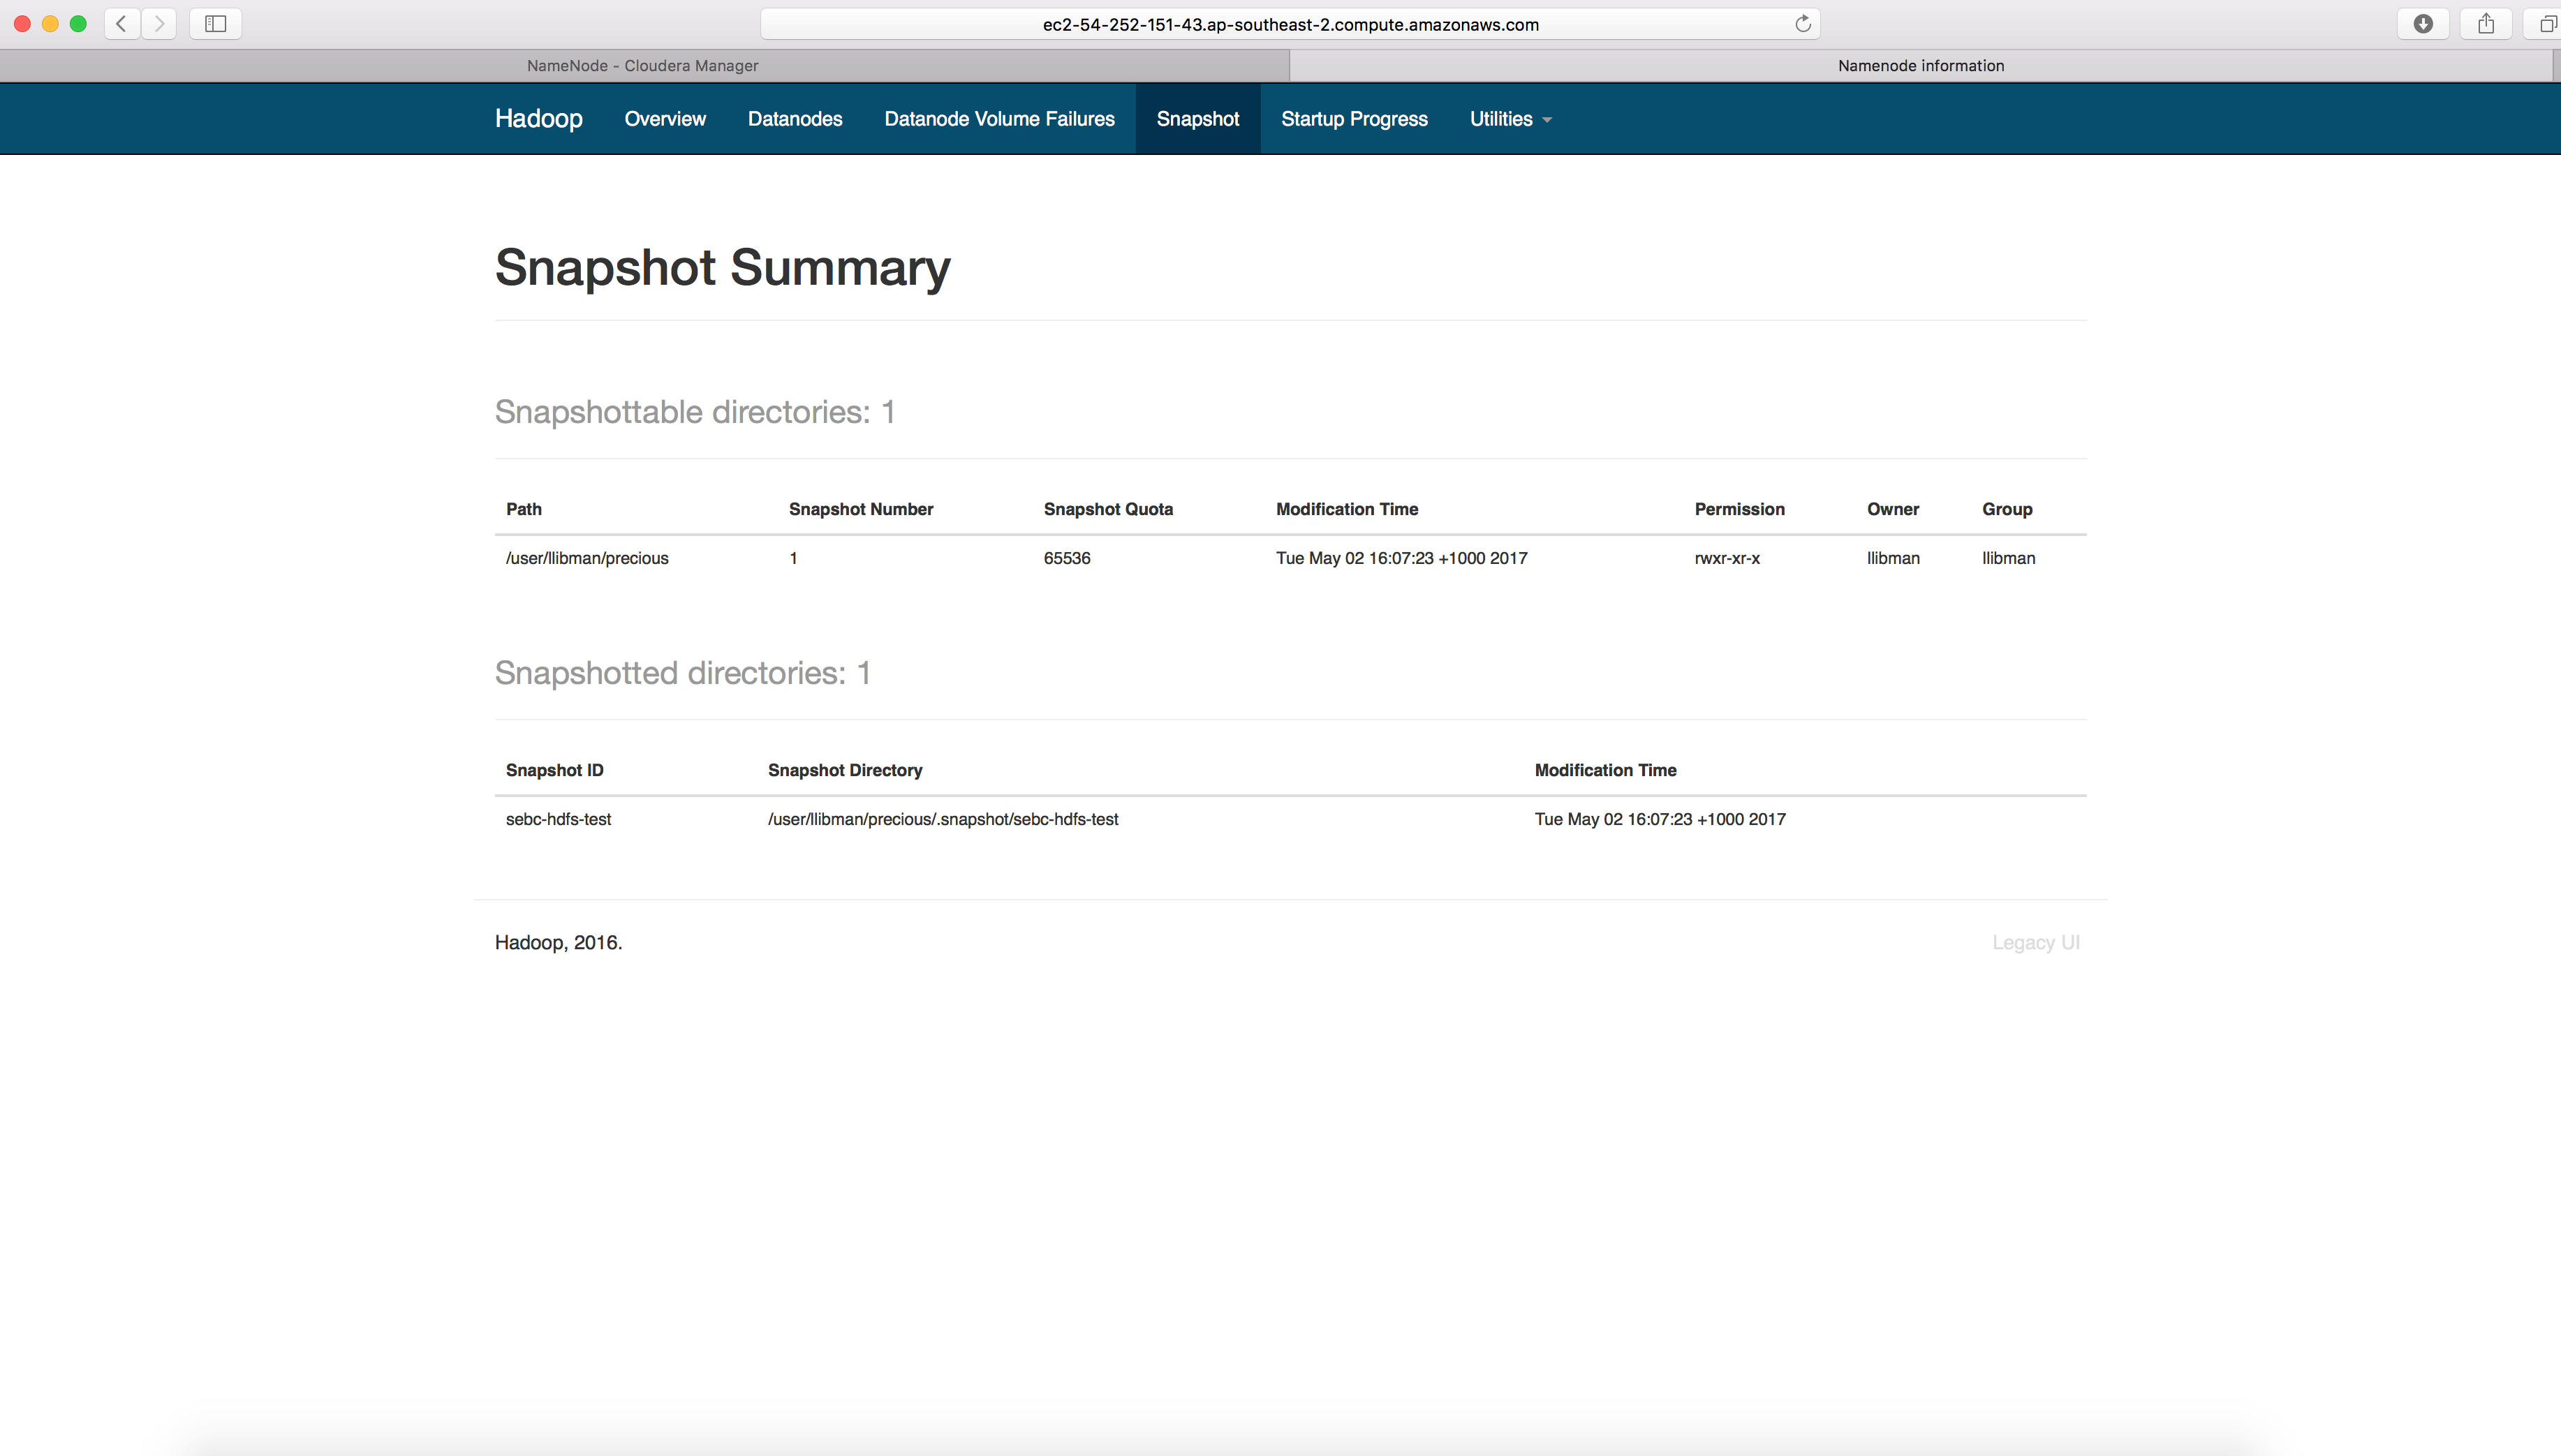 ec2-54-252-151-43.ap-southeast-2.compute.amazonaws.com
NameNode - Cloudera Manager Namenode information
Hadoop Overview Datanodes Datanode Volume Failures Snapshot Startup Progress Utilities
Snapshot Summary
Snapshottable directories: 1
Path Snapshot Number Snapshot Quota Modification Time Permission Owner Group
/user/llibman/precious 1 65536 Tue May 02 16:07:23 +1000 2017 rwxr-xr-x llibman llibman
Snapshotted directories: 1
Snapshot ID Snapshot Directory Modification Time
sebc-hdfs-test /user/llibman/precious/.snapshot/sebc-hdfs-test Tue May 02 16:07:23 +1000 2017
Hadoop, 2016. Legacy UI